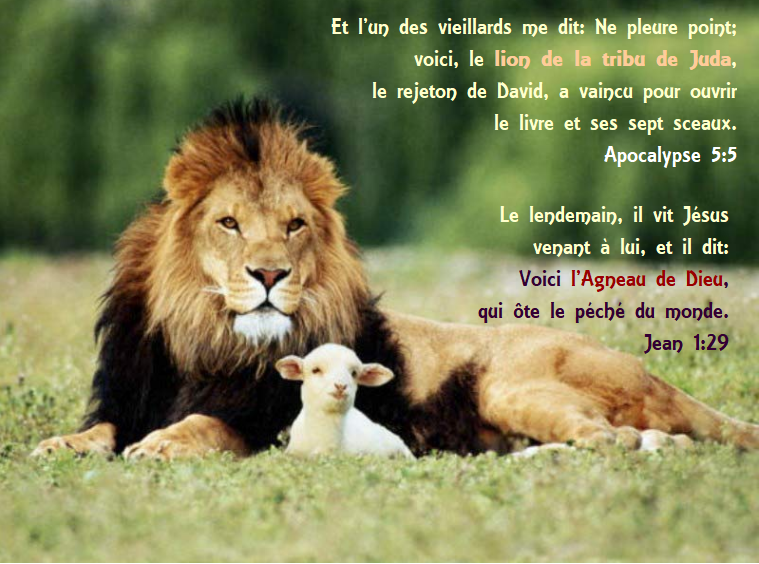 Et l'un des vieillards me dit: Ne pleure point;
voici, le lion de la tribu de Juda,
le rejeton de David, a vaincu pour ouvrir
le livre et ses sept sceaux.
Apocalypse 5:5
Le lendemain, il vit Jésus
venant à lui, et il dit:
Voici l'Agneau de Dieu,
qui ôte le péché du monde.
Jean 1:29